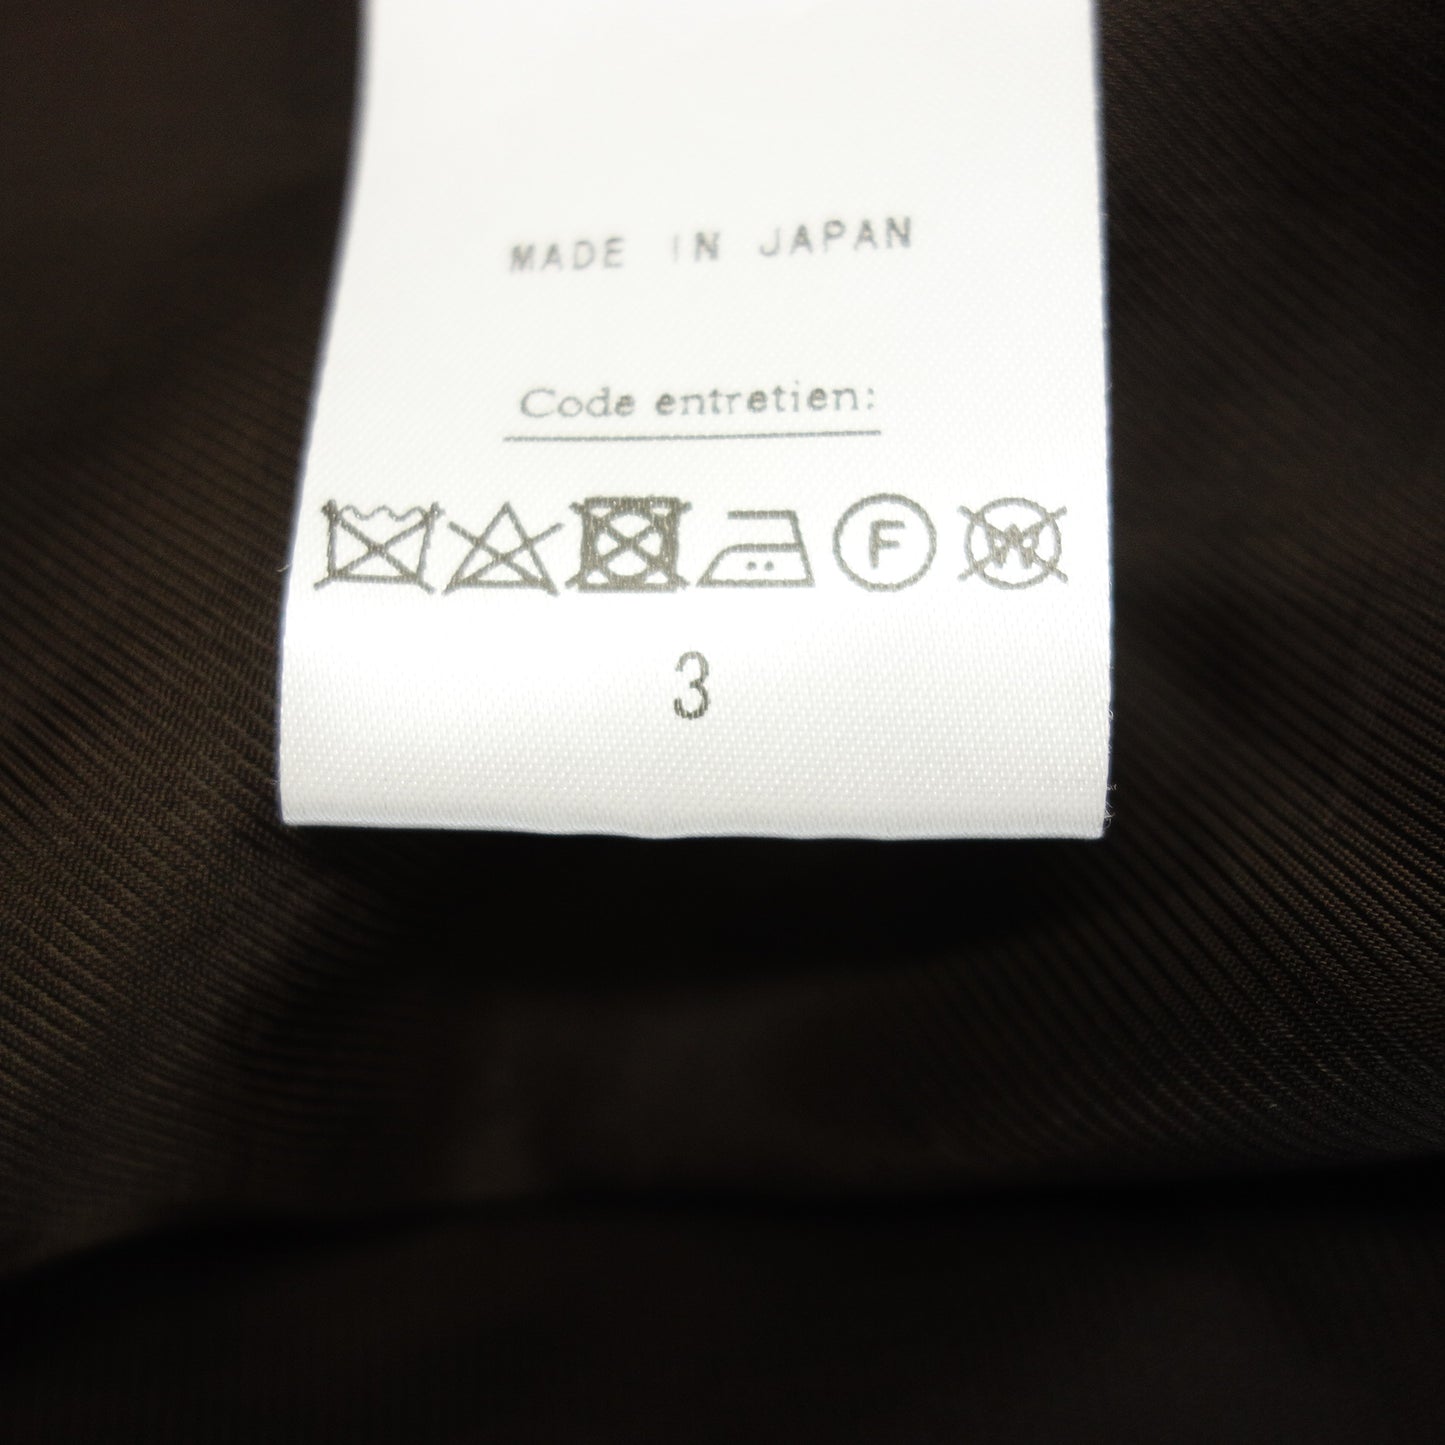 MADE IN JAPAN
Code entretien:
F W
3